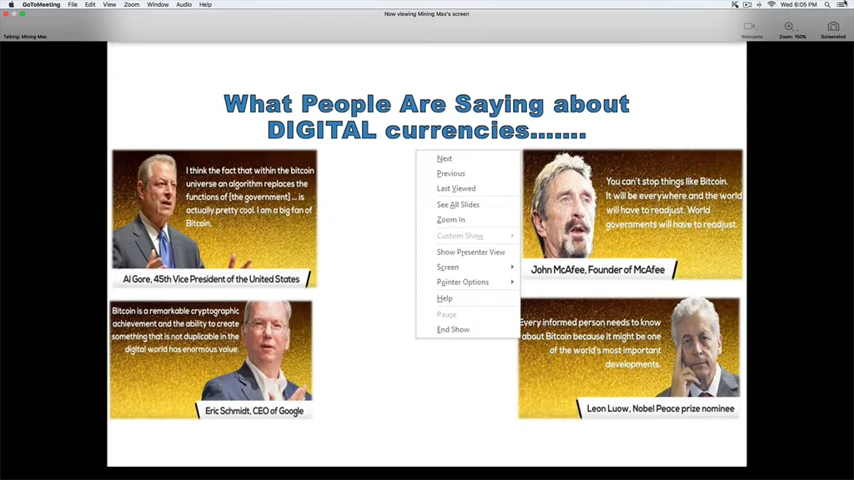 GoToMeeting File Edit View Zoom Window Audio Help
Wed 6:05 PM
Now viewing Mining Max's screen
Talking: Mining Max
Webcams
Zoom: 150%
Screenshot
What People Are Saying about
DIGITAL currencies.......
I think the fact that within the bitcoin
universe an algorithm replaces the
functions of [the government] ... is
actually pretty cool. I am a big fan of
Bitcoin.
Al Gore, 45th Vice President of the United States
Next
Previous
Last Viewed
See All Slides
Zoom In
Custom Show
Show Presenter View
Screen
Pointer Options
Help
Pause
End Show
You can't stop things like Bitcoin.
It will be everywhere and the world
will have to readjust. World
governments will have to readjust.
John McAfee, Founder of McAfee
Bitcoin is a remarkable cryptographic
achievement and the ability to create
something that is not duplicable in the
digital world has enormous value.
Eric Schmidt, CEO of Google
Every informed person needs to know
about Bitcoin because it might be one
of the world's most important
developments.
Leon Luow, Nobel Peace prize nominee